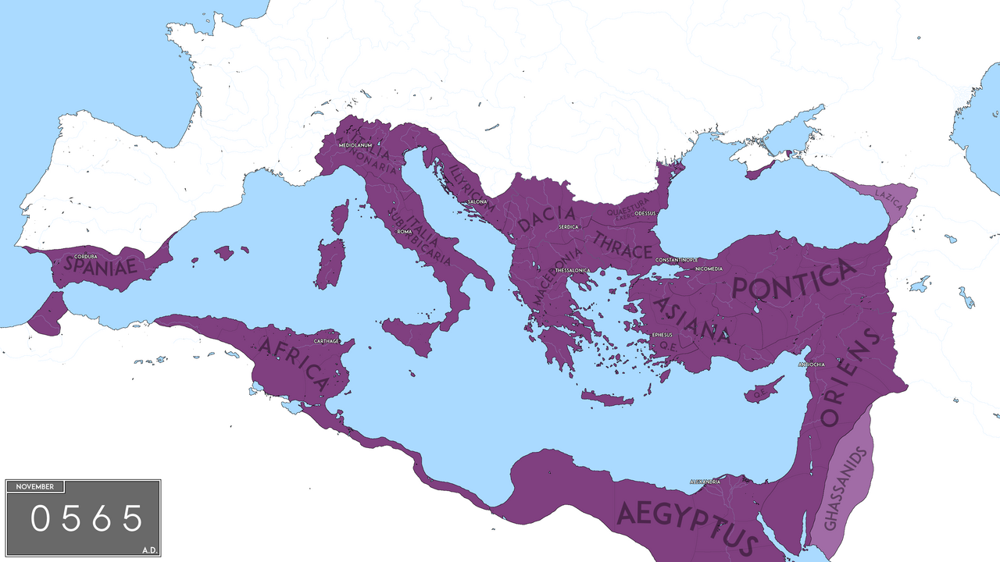 LAZICA
ITALIA
ANNONARIA
MEDIOLANUM
ILLYRICUM
SALONA
DACIA
SERDICA
QUAESTURA
EXERCITUS
ODESSUS
ITALIA
SUBURBICARIA
ROMA
THRACE
MACEDONIA
THESSALONICA
CONSTANTINOPLE
NICOMEDIA
PONTICA
CORDUBA
SPANIAE
ASIANA
EPHESUS
Q.E.
AFRICA
CARTHAGE
ANTIOCHIA
ORIENS
Q.E.
GHASSANIDS
ALEXANDRIA
AEGYPTUS
NOVEMBER
0565
A.D.